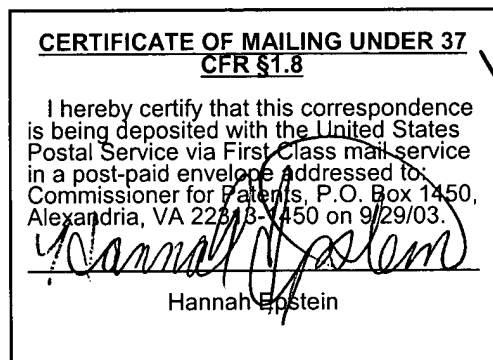 CERTIFICATE OF MAILING UNDER 37
CFR §1.8
I hereby certify that this correspondence
is being deposited with the United States
Postal Service via First Class mail service
in a post-paid envelope addressed to:
Commissioner for Patents, P.O. Box 1450,
Alexandria, VA 22313-1450 on 9/29/03.
Hannah Epstein
Hannah Epstein